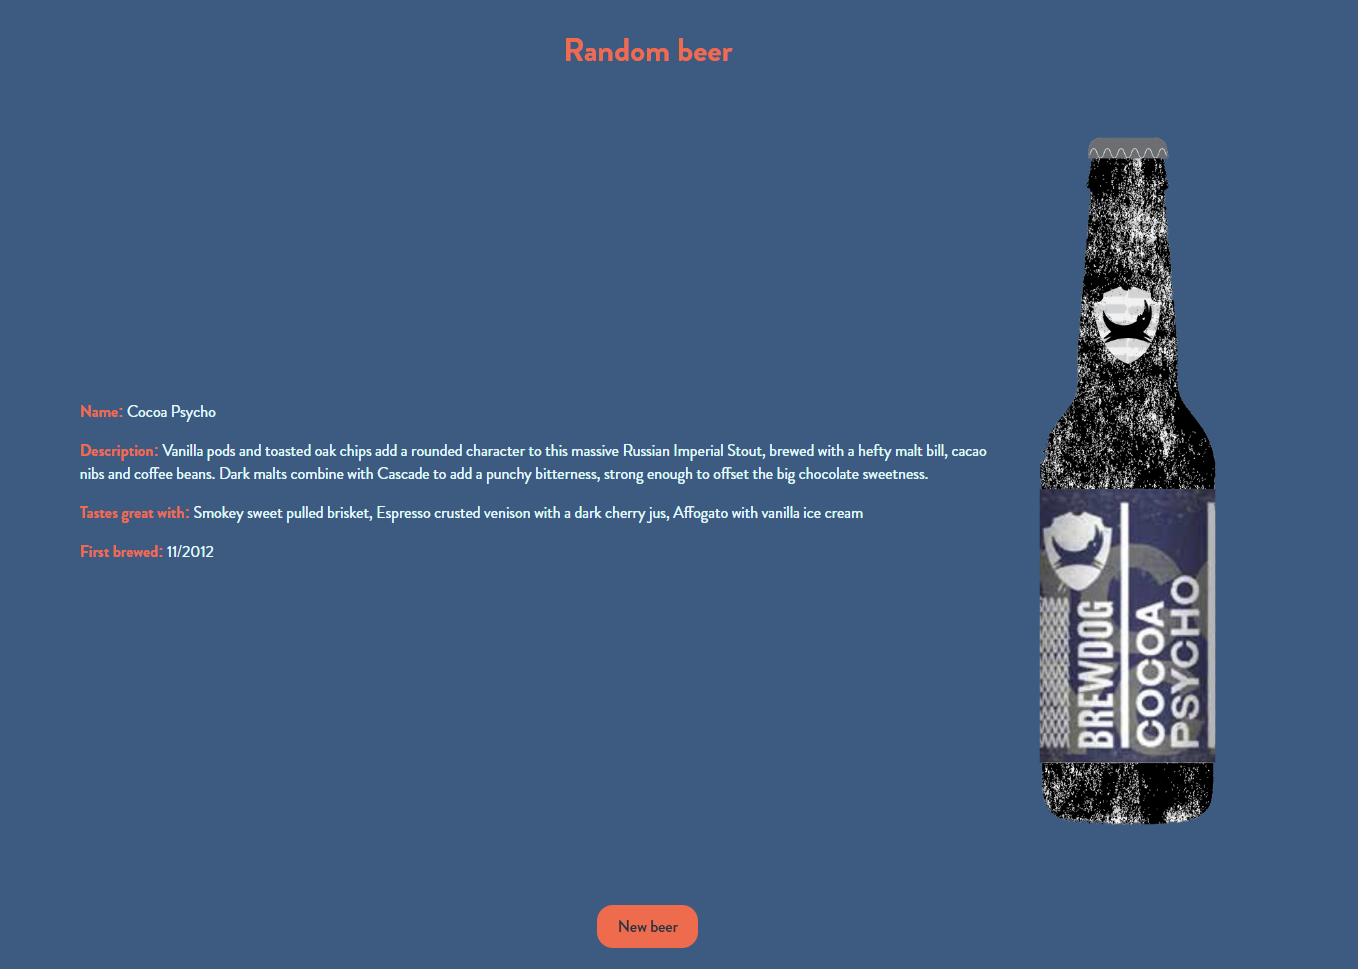 Random beer
Name: Cocoa Psycho
Description: Vanilla pods and toasted oak chips add a rounded character to this massive Russian Imperial Stout, brewed with a hefty malt bill, cacao
nibs and coffee beans. Dark malts combine with Cascade to add a punchy bitterness, strong enough to offset the big chocolate sweetness.
Tastes great with: Smokey sweet pulled brisket, Espresso crusted venison with a dark cherry jus, Affogato with vanilla ice cream
First brewed: 11/2012
BREWDOG
COCOA
PSYCHO
New beer